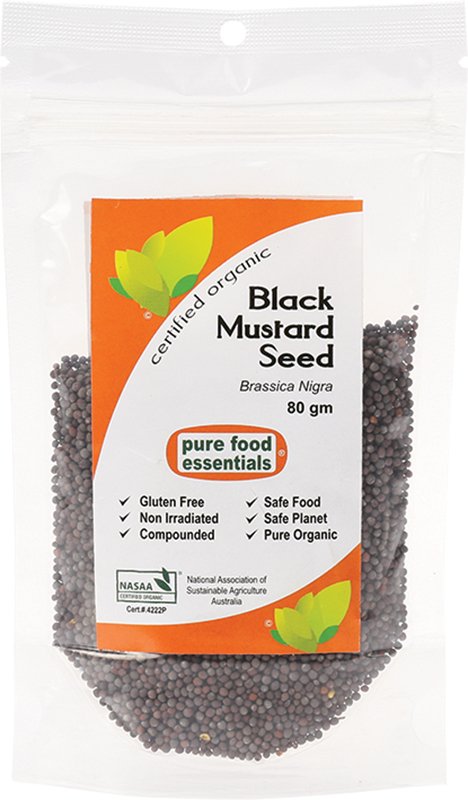 certified organic
Black
Mustard
Seed
Brassica Nigra
80 gm
pure food
essentials ®
✓ Gluten Free
✓ Non Irradiated
✓ Compounded
✓ Safe Food
✓ Safe Planet
✓ Pure Organic
NASAA ®
CERTIFIED ORGANIC
Cert.#.4222P
National Association of
Sustainable Agriculture
Australia
©
©